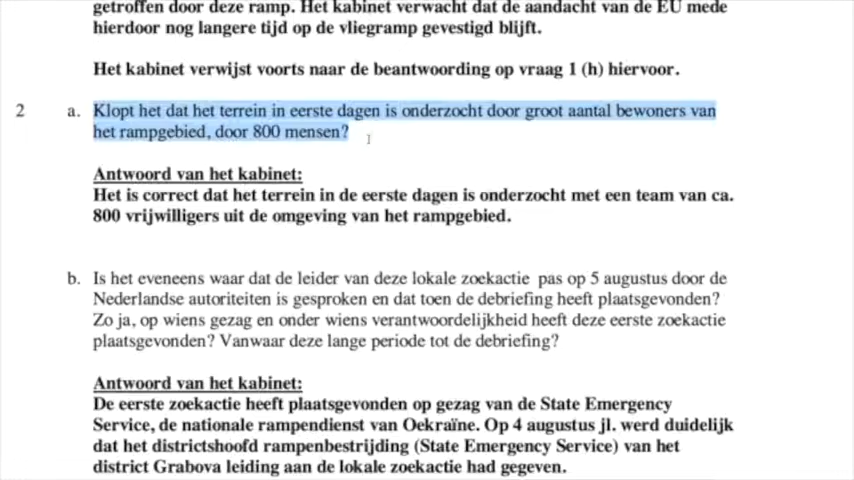 getroffen door deze ramp. Het kabinet verwacht dat de aandacht van de EU mede
hierdoor nog langere tijd op de vliegramp gevestigd blijft.
Het kabinet verwijst voorts naar de beantwoording op vraag 1 (h) hiervoor.
2 a. Klopt het dat het terrein in eerste dagen is onderzocht door groot aantal bewoners van
het rampgebied, door 800 mensen?
Antwoord van het kabinet:
Het is correct dat het terrein in de eerste dagen is onderzocht met een team van ca.
800 vrijwilligers uit de omgeving van het rampgebied.
b. Is het eveneens waar dat de leider van deze lokale zoekactie pas op 5 augustus door de
Nederlandse autoriteiten is gesproken en dat toen de debriefing heeft plaatsgevonden?
Zo ja, op wiens gezag en onder wiens verantwoordelijkheid heeft deze eerste zoekactie
plaatsgevonden? Vanwaar deze lange periode tot de debriefing?
Antwoord van het kabinet:
De eerste zoekactie heeft plaatsgevonden op gezag van de State Emergency
Service, de nationale rampendienst van Oekraïne. Op 4 augustus jl. werd duidelijk
dat het districtshoofd rampenbestrijding (State Emergency Service) van het
district Grabova leiding aan de lokale zoekactie had gegeven.